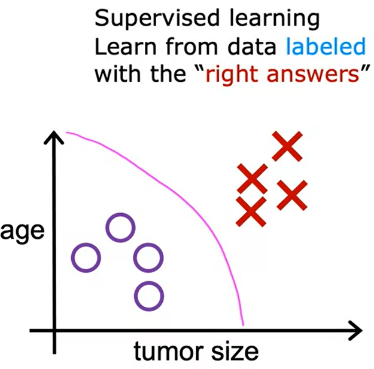 Supervised learning
Learn from data labeled
with the “right answers”
age
tumor size